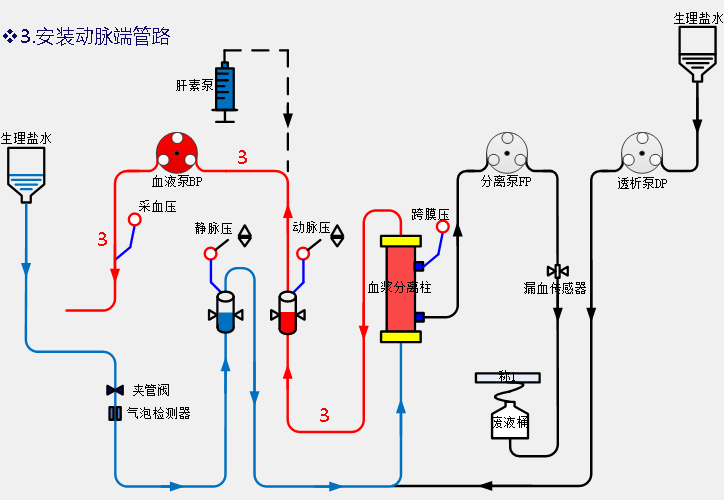 ❖3.安装动脉端管路
生理盐水
肝素泵
生理盐水
3
血液泵BP
分离泵FP
透析泵DP
采血压
静脉压
动脉压
跨膜压
3
血浆分离柱
漏血传感器
称1
夹管阀
气泡检测器
3
废液桶